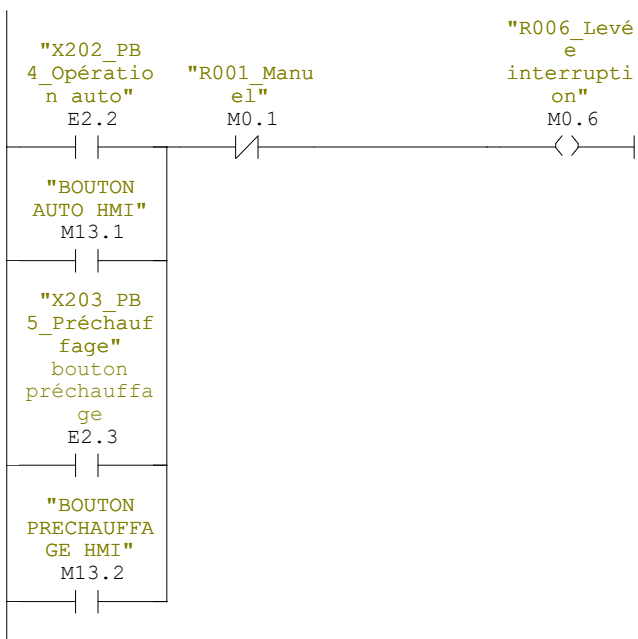 "X202_PB
4_Opératio
n auto"
E2.2
"R001_Manu
el"
M0.1
"R006_Levé
e
interrupti
on"
M0.6
"BOUTON
AUTO HMI"
M13.1
"X203_PB
5_Préchauf
fage"
bouton
préchauffa
ge
E2.3
"BOUTON
PRECHAUFFA
GE HMI"
M13.2